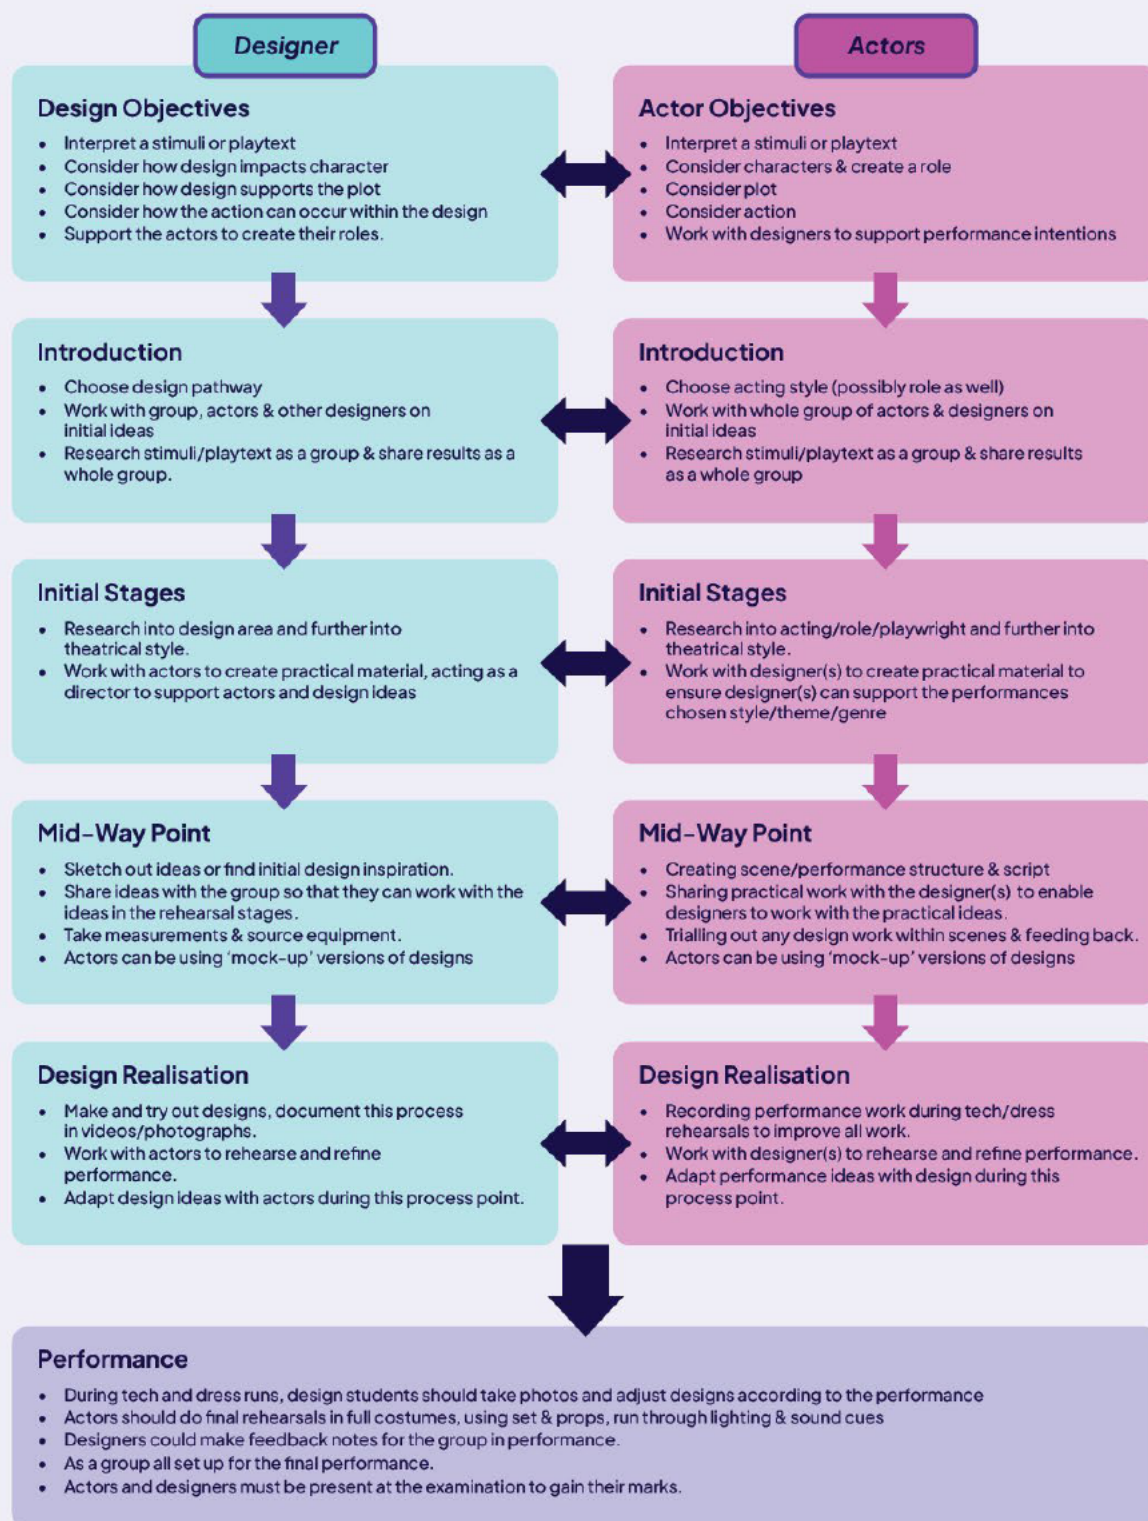 Designer
Design Objectives
• Interpret a stimuli or playtext
• Consider how design impacts character
• Consider how design supports the plot
• Consider how the action can occur within the design
• Support the actors to create their roles.
Introduction
• Choose design pathway
• Work with group, actors & other designers on
initial ideas
• Research stimuli/playtext as a group & share results as a
whole group.
Initial Stages
• Research into design area and further into
theatrical style.
• Work with actors to create practical material, acting as a
director to support actors and design ideas
Mid-Way Point
• Sketch out ideas or find initial design inspiration.
• Share ideas with the group so that they can work with the
ideas in the rehearsal stages.
• Take measurements & source equipment.
• Actors can be using ‘mock-up’ versions of designs
Design Realisation
• Make and try out designs, document this process
in videos/photographs.
• Work with actors to rehearse and refine
performance.
• Adapt design ideas with actors during this process point.
Actors
Actor Objectives
• Interpret a stimuli or playtext
• Consider characters & create a role
• Consider plot
• Consider action
• Work with designers to support performance intentions
Introduction
• Choose acting style (possibly role as well)
• Work with whole group of actors & designers on
initial ideas
• Research stimuli/playtext as a group & share results
as a whole group
Initial Stages
• Research into acting/role/playwright and further into
theatrical style.
• Work with designer(s) to create practical material to
ensure designer(s) can support the performances
chosen style/theme/genre
Mid-Way Point
• Creating scene/performance structure & script
• Sharing practical work with the designer(s) to enable
designers to work with the practical ideas.
• Trialling out any design work within scenes & feeding back.
• Actors can be using ‘mock-up’ versions of designs
Design Realisation
• Recording performance work during tech/dress
rehearsals to improve all work.
• Work with designer(s) to rehearse and refine performance.
• Adapt performance ideas with design during this
process point.
Performance
• During tech and dress runs, design students should take photos and adjust designs according to the performance
• Actors should do final rehearsals in full costumes, using set & props, run through lighting & sound cues
• Designers could make feedback notes for the group in performance.
• As a group all set up for the final performance.
• Actors and designers must be present at the examination to gain their marks.